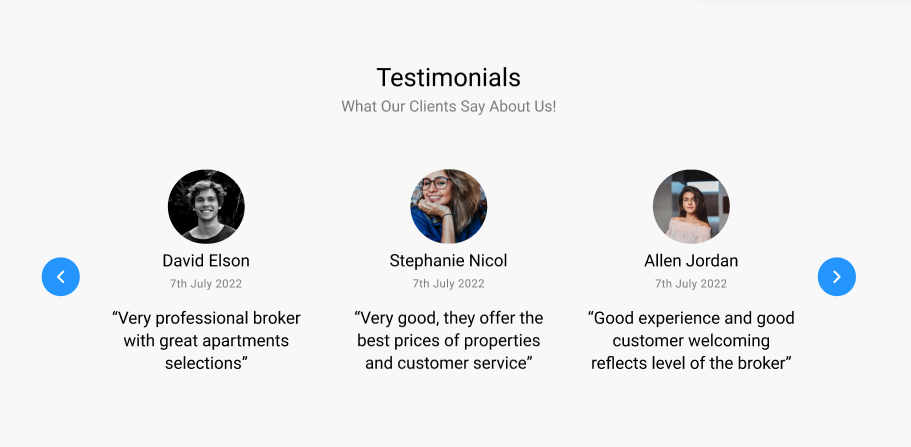 Testimonials
What Our Clients Say About Us!
David Elson
7th July 2022
“Very professional broker
with great apartments
selections”
Stephanie Nicol
7th July 2022
“Very good, they offer the
best prices of properties
and customer service”
Allen Jordan
7th July 2022
“Good experience and good
customer welcoming
reflects level of the broker”